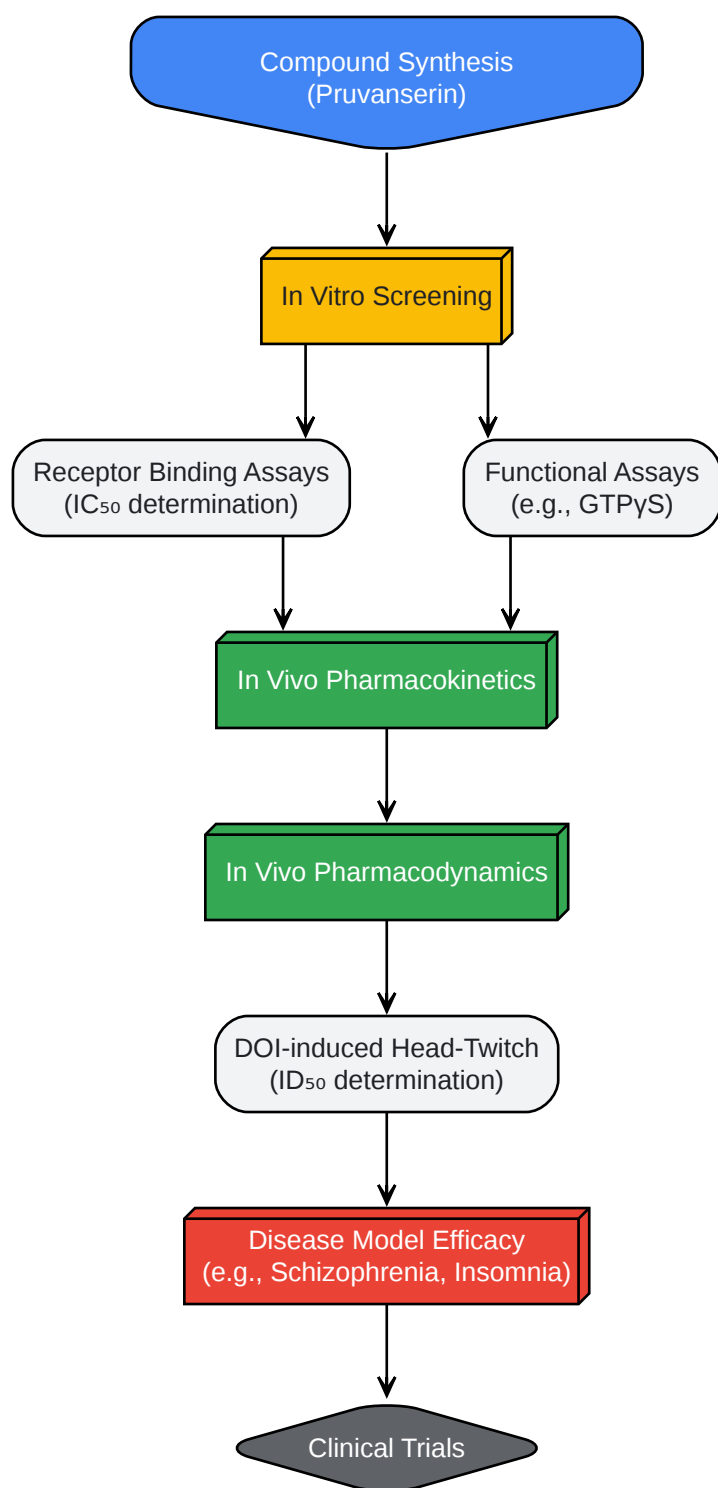 Compound Synthesis
(Pruvanserin)
In Vitro Screening
Receptor Binding Assays
(IC₅₀ determination)
Functional Assays
(e.g., GTPγS)
In Vivo Pharmacokinetics
In Vivo Pharmacodynamics
DOI-induced Head-Twitch
(ID₅₀ determination)
Disease Model Efficacy
(e.g., Schizophrenia, Insomnia)
Clinical Trials